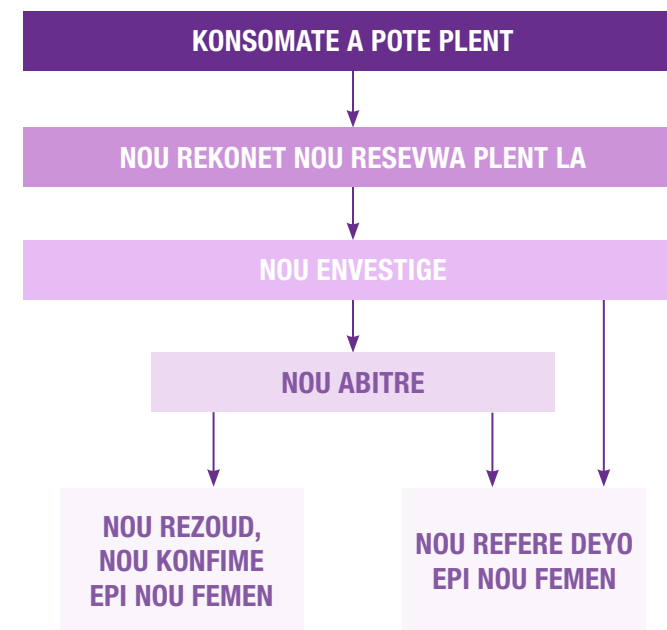 KONSOMATE A POTE PLENT
NOU REKONET NOU RESEVWA PLENT LA
NOU ENVESTIGE
NOU ABITRE
NOU REZOUD,
NOU KONFIME
EPI NOU FEMEN
NOU REFERE DEYO
EPI NOU FEMEN